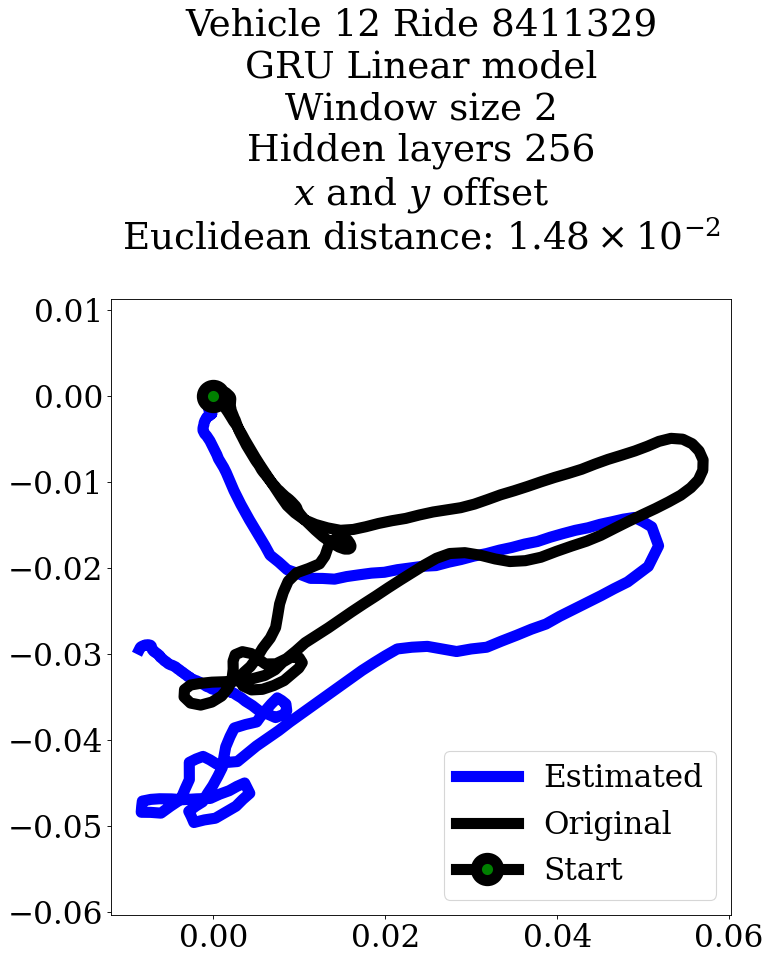 Vehicle 12 Ride 8411329
GRU Linear model
Window size 2
Hidden layers 256
x and y offset
Euclidean distance: 1.48 × 10⁻²
0.01
0.00
−0.01
−0.02
−0.03
−0.04
−0.05
−0.06
Estimated
Original
Start
0.00 0.02 0.04 0.06